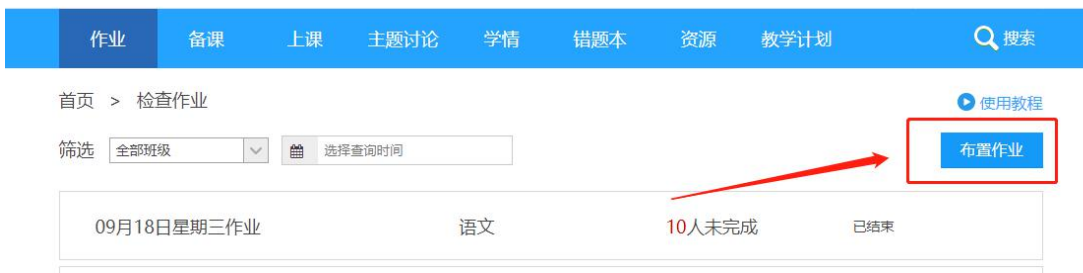 作业 备课 上课 主题讨论 学情 错题本 资源 教学计划 搜索
首页 > 检查作业 使用教程
筛选 全部班级 选择查询时间 布置作业
09月18日星期三作业 语文 10人未完成 已结束